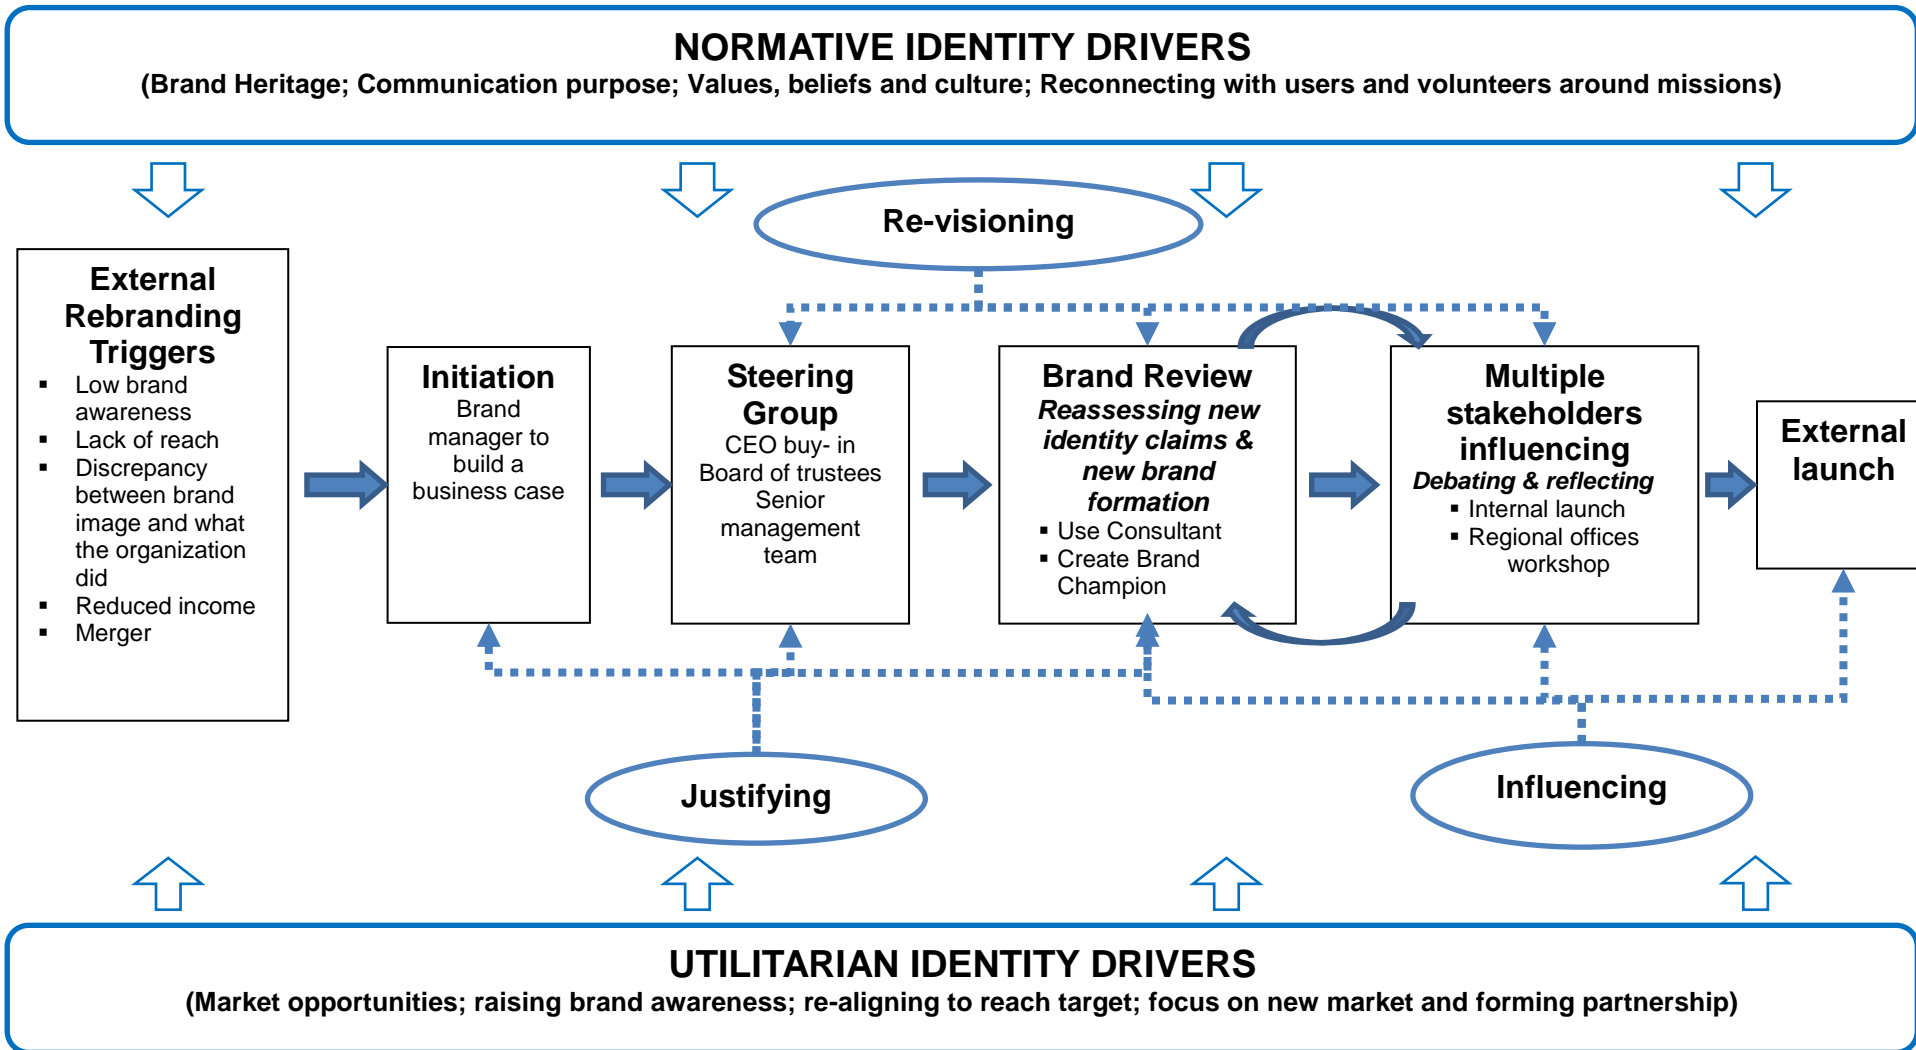 NORMATIVE IDENTITY DRIVERS
(Brand Heritage; Communication purpose; Values, beliefs and culture; Reconnecting with users and volunteers around missions)
Re-visioning
External
Rebranding
Triggers
▪ Low brand
awareness
▪ Lack of reach
▪ Discrepancy
between brand
image and what
the organization
did
▪ Reduced income
▪ Merger
Initiation
Brand
manager to
build a
business case
Steering
Group
CEO buy- in
Board of trustees
Senior
management
team
Brand Review
Reassessing new
identity claims &
new brand
formation
▪ Use Consultant
▪ Create Brand
Champion
Multiple
stakeholders
influencing
Debating & reflecting
▪ Internal launch
▪ Regional offices
workshop
External
launch
Justifying
Influencing
UTILITARIAN IDENTITY DRIVERS
(Market opportunities; raising brand awareness; re-aligning to reach target; focus on new market and forming partnership)